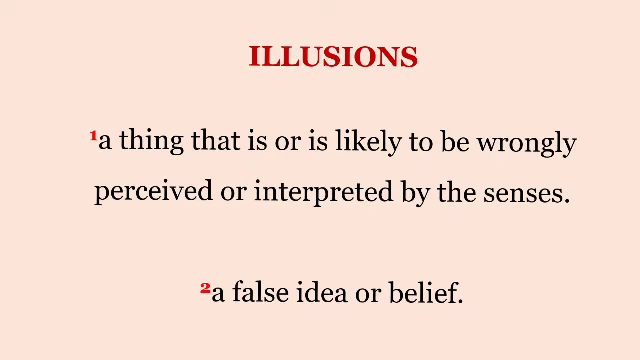 ILLUSIONS
¹a thing that is or is likely to be wrongly
perceived or interpreted by the senses.
²a false idea or belief.